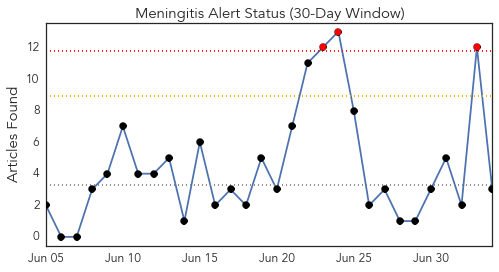 Meningitis Alert Status (30-Day Window)
Articles Found
12
10
8
6
4
2
0
Jun 05
Jun 10
Jun 15
Jun 20
Jun 25
Jun 30